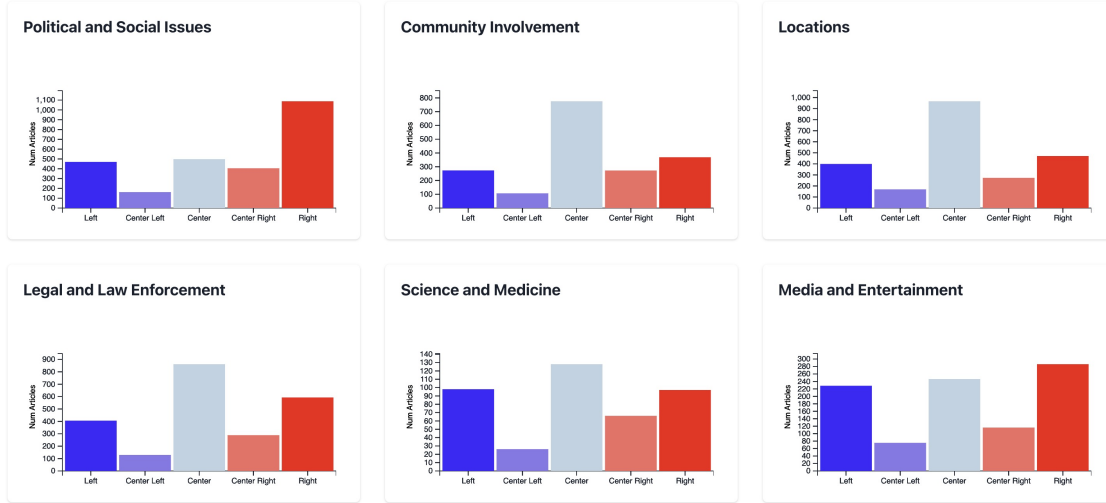 Political and Social Issues
Num Articles
1,100
1,000
900
800
700
600
500
400
300
200
100
0
Left
Center Left
Center
Center Right
Right
Community Involvement
Num Articles
800
700
600
500
400
300
200
100
0
Left
Center Left
Center
Center Right
Right
Locations
Num Articles
1,000
900
800
700
600
500
400
300
200
100
0
Left
Center Left
Center
Center Right
Right
Legal and Law Enforcement
Num Articles
900
800
700
600
500
400
300
200
100
0
Left
Center Left
Center
Center Right
Right
Science and Medicine
Num Articles
140
130
120
110
100
90
80
70
60
50
40
30
20
10
0
Left
Center Left
Center
Center Right
Right
Media and Entertainment
Num Articles
300
280
260
240
220
200
180
160
140
120
100
80
60
40
20
0
Left
Center Left
Center
Center Right
Right